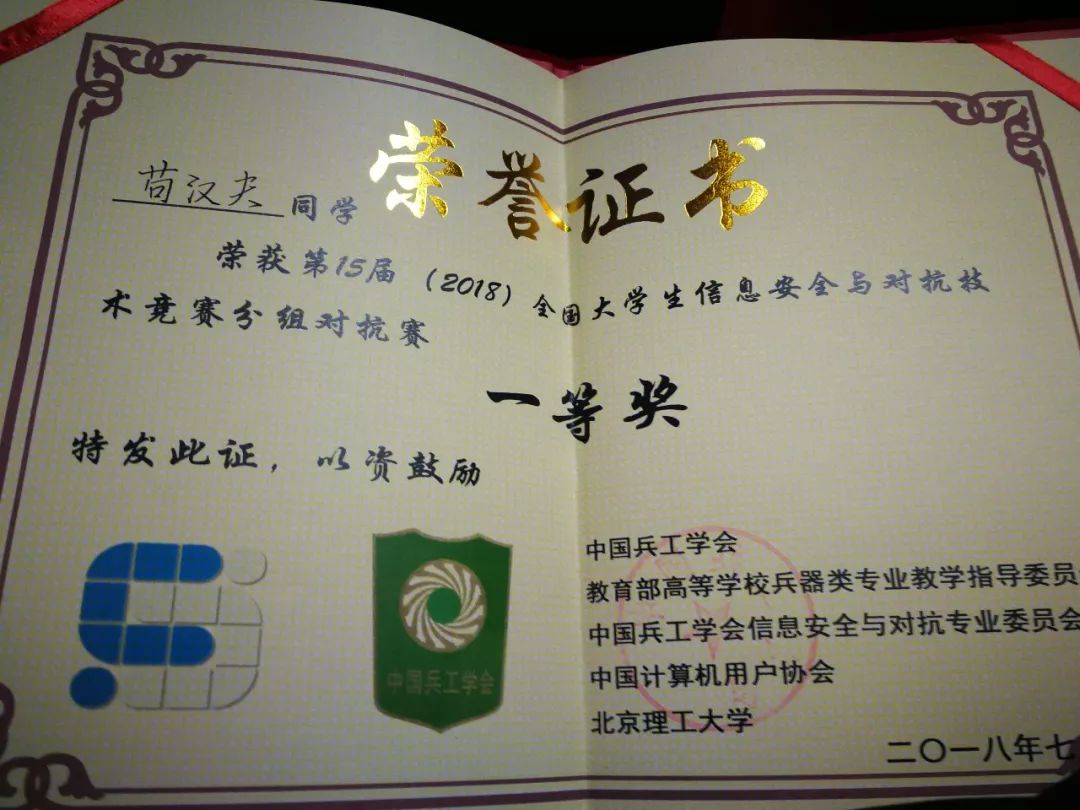 荣誉证书
苟汉夫 同学
荣获第15届（2018）全国大学生信息安全与对抗技
术竞赛分组对抗赛
一等奖
特发此证，以资鼓励
中国兵工学会
中国兵工学会
教育部高等学校兵器类专业教学指导委员
中国兵工学会信息安全与对抗专业委员会
中国计算机用户协会
北京理工大学
二〇一八年七